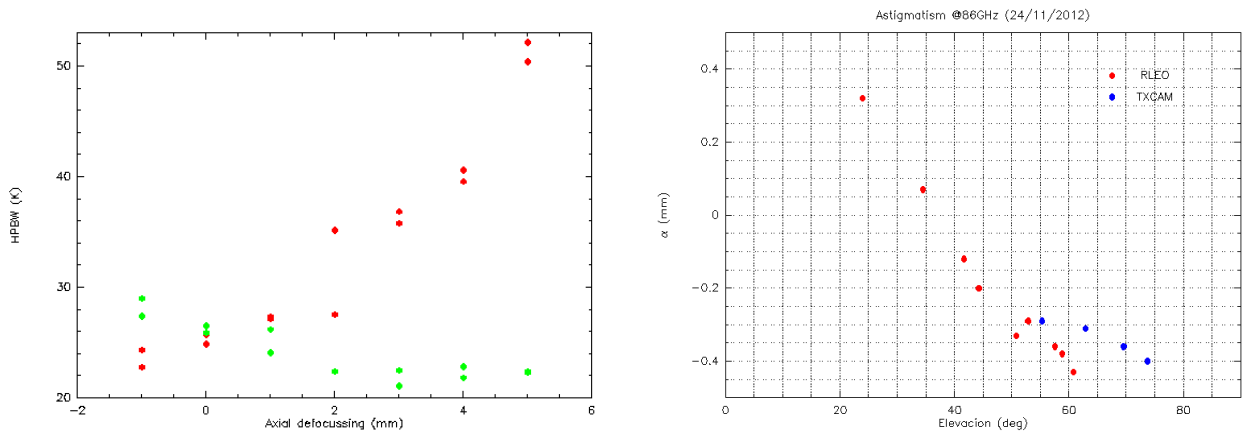 50
40
30
20
HPBW (K)
−2 0 2 4 6
Axial defocussing (mm)
Astigmatism @86GHz (24/11/2012)
RLEO
TXCAM
0.4
0.2
0
−0.2
−0.4
α (mm)
0 20 40 60 80
Elevacion (deg)